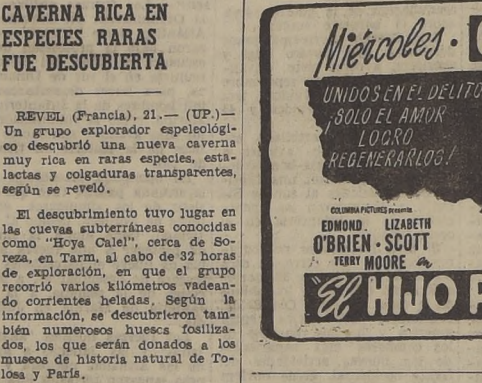 CAVERNA RICA EN
ESPECIES RARAS
FUE DESCUBIERTA
REVEL (Francia), 21.— (UP.)—
Un grupo explorador espeleológi-
co descubrió una nueva caverna
muy rica en raras especies, esta-
lactas y colgaduras transparentes,
según se reveló.
El descubrimiento tuvo lugar en
las cuevas subterráneas conocidas
como "Hoya Calel", cerca de So-
reza, en Tarm, al cabo de 32 horas
de exploración, en que el grupo
recorrió varios kilómetros vadean-
do corrientes heladas. Según la
información, se descubrieron tam-
bién numerosos huescs fosiliza-
dos, los que serán donados a los
museos de historia natural de To-
losa y París.
Miércoles ·
UNIDOS EN EL DELITO
¡SOLO EL AMOR
LOGRO
REGENERARLOS!
COLUMBIA PICTURES presenta
EDMOND. LIZABETH
O'BRIEN · SCOTT
TERRY MOORE en
"El HIJO